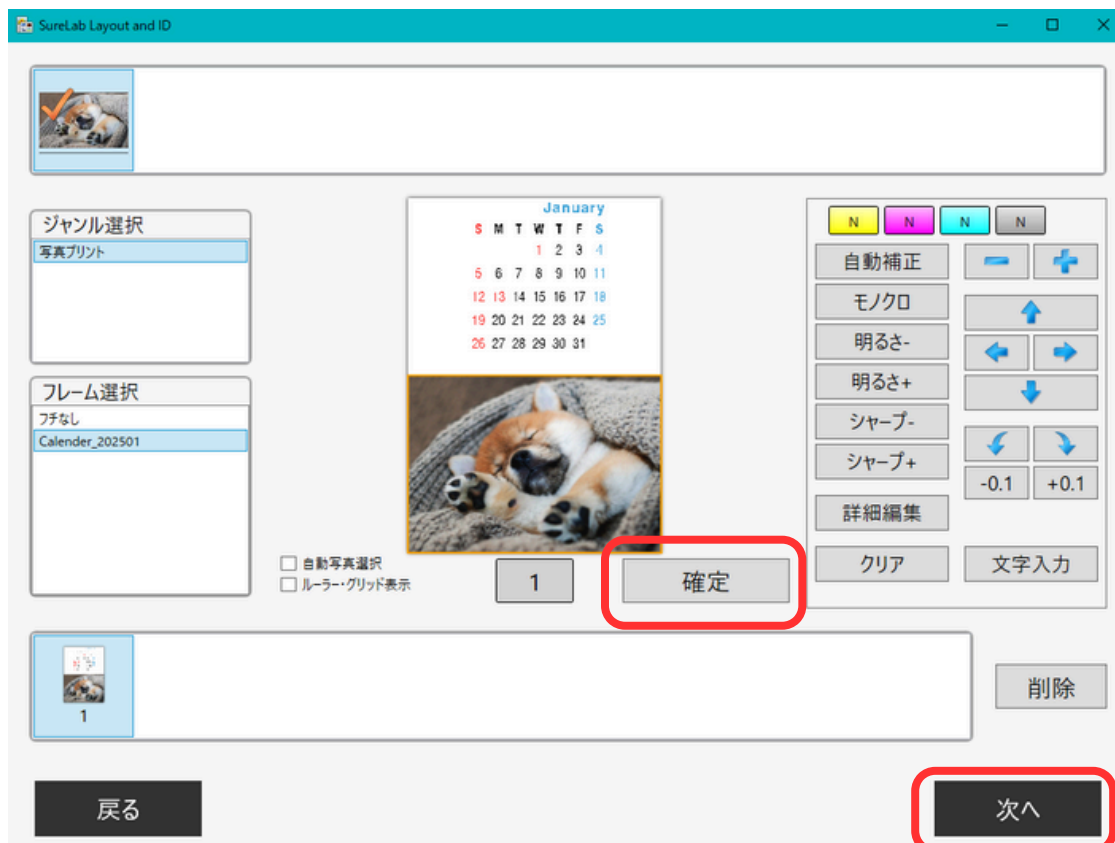 SureLab Layout and ID
ジャンル選択
写真プリント
フレーム選択
フチなし
Calender_202501
January
S M T W T F S
1 2 3 4
5 6 7 8 9 10 11
12 13 14 15 16 17 18
19 20 21 22 23 24 25
26 27 28 29 30 31
自動写真選択
ルーラー・グリッド表示
1
確定
N N N N
自動補正
モノクロ
明るさ-
明るさ+
シャープ-
シャープ+
-0.1 +0.1
詳細編集
クリア
文字入力
1
削除
戻る
次へ